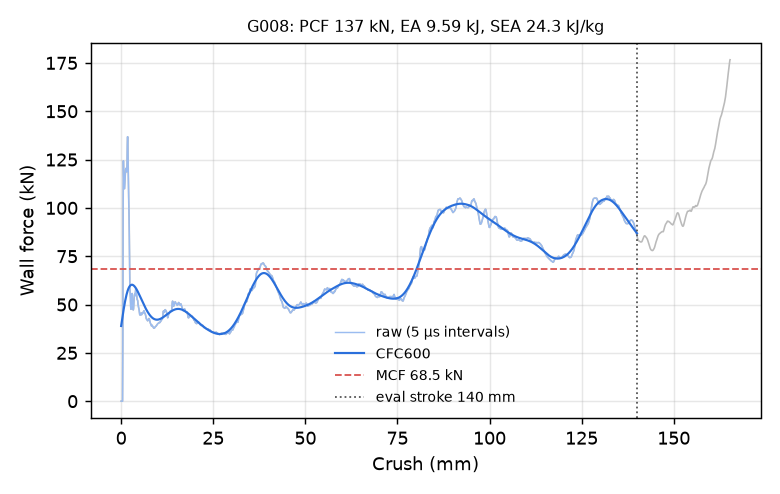 G008: PCF 137 kN, EA 9.59 kJ, SEA 24.3 kJ/kg
Wall force (kN)
175
150
125
100
75
50
25
0
raw (5 µs intervals)
CFC600
MCF 68.5 kN
eval stroke 140 mm
0 25 50 75 100 125 150
Crush (mm)